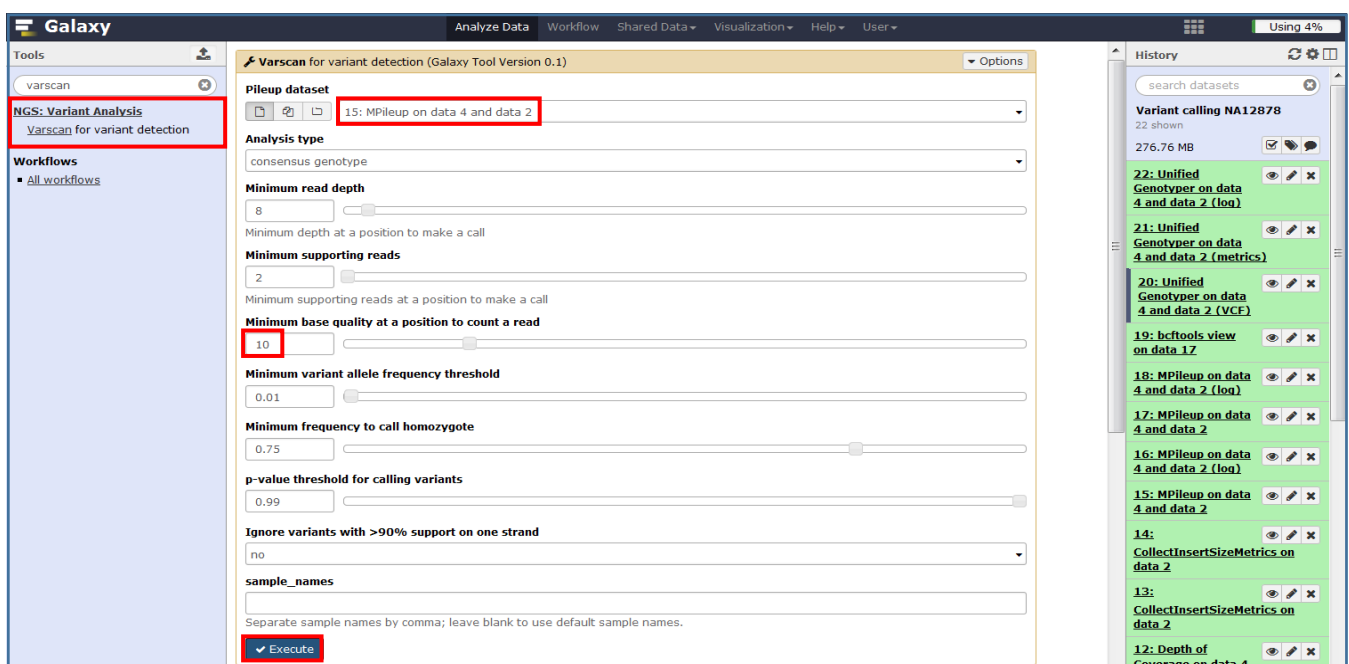 Galaxy
Analyze Data Workflow Shared Data Visualization Help User
Using 4%
Tools
varscan
NGS: Variant Analysis
Varscan for variant detection
Workflows
All workflows
Varscan for variant detection (Galaxy Tool Version 0.1)
Options
Pileup dataset
15: MPileup on data 4 and data 2
Analysis type
consensus genotype
Minimum read depth
8
Minimum depth at a position to make a call
Minimum supporting reads
2
Minimum supporting reads at a position to make a call
Minimum base quality at a position to count a read
10
Minimum variant allele frequency threshold
0.01
Minimum frequency to call homozygote
0.75
p-value threshold for calling variants
0.99
Ignore variants with >90% support on one strand
no
sample_names
Separate sample names by comma; leave blank to use default sample names.
Execute
History
search datasets
Variant calling NA12878
22 shown
276.76 MB
22: Unified
Genotyper on data
4 and data 2 (log)
21: Unified
Genotyper on data
4 and data 2 (metrics)
20: Unified
Genotyper on data
4 and data 2 (VCF)
19: bcftools view
on data 17
18: MPileup on data
4 and data 2 (log)
17: MPileup on data
4 and data 2
16: MPileup on data
4 and data 2 (log)
15: MPileup on data
4 and data 2
14:
CollectInsertSizeMetrics on
data 2
13:
CollectInsertSizeMetrics on
data 2
12: Depth of
Coverage on data 4